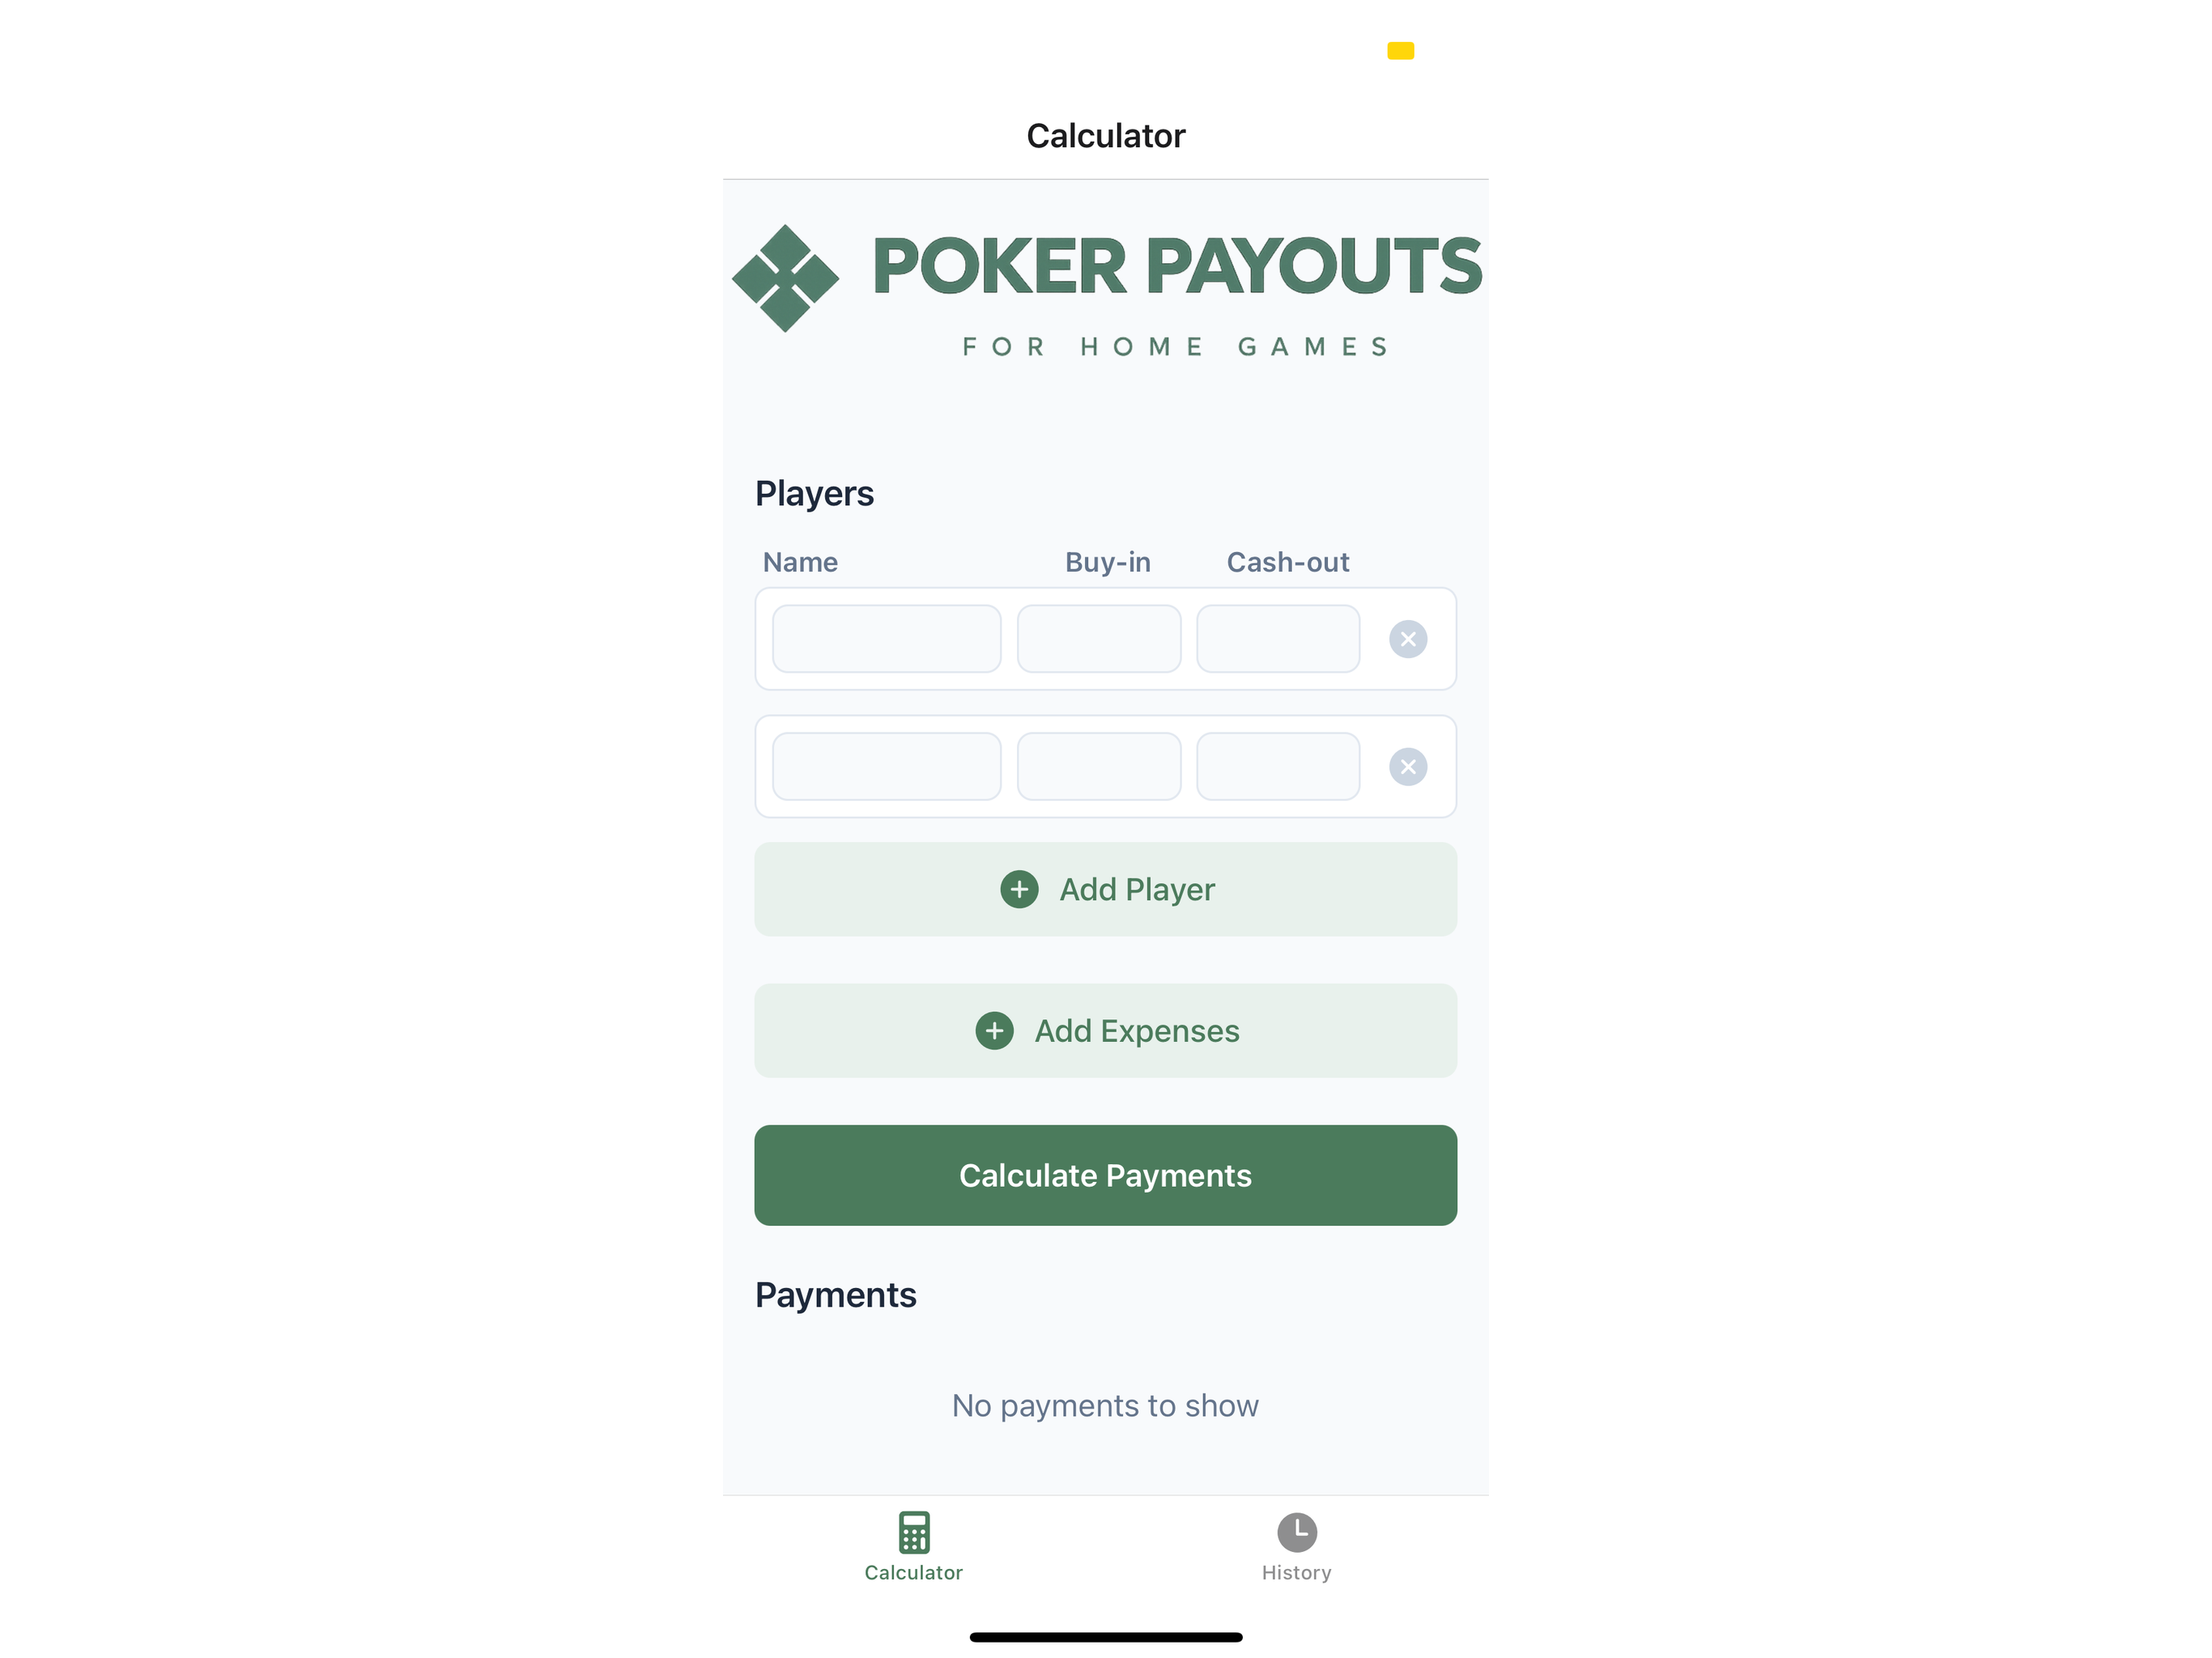 Calculator
POKER PAYOUTS
FOR HOME GAMES
Players
Name Buy-in Cash-out
Add Player
Add Expenses
Calculate Payments
Payments
No payments to show
Calculator History